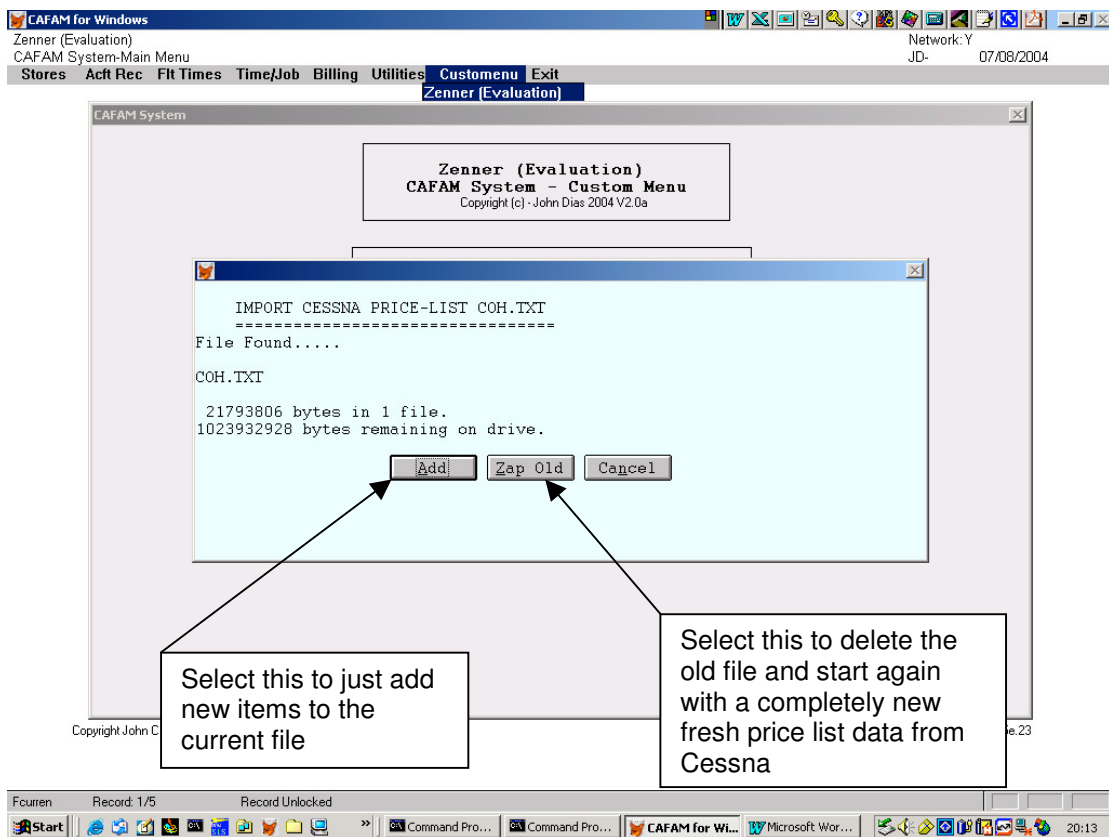 CAFAM for Windows
Zenner (Evaluation)
Network: Y
CAFAM System-Main Menu
JD- 07/08/2004
Stores Acft Rec Flt Times Time/Job Billing Utilities Customenu Exit
Zenner (Evaluation)
CAFAM System
Zenner (Evaluation)
CAFAM System - Custom Menu
Copyright (c) - John Dias 2004 V2.0a
IMPORT CESSNA PRICE-LIST COH.TXT
=================================
File Found.....
COH.TXT
21793806 bytes in 1 file.
1023932928 bytes remaining on drive.
Add Zap Old Cancel
Select this to just add
new items to the
current file
Select this to delete the
old file and start again
with a completely new
fresh price list data from
Cessna
Copyright John C
e.23
Fcurren Record: 1/5 Record Unlocked
Start » Command Pro... Command Pro... CAFAM for Wi... Microsoft Wor... 20:13